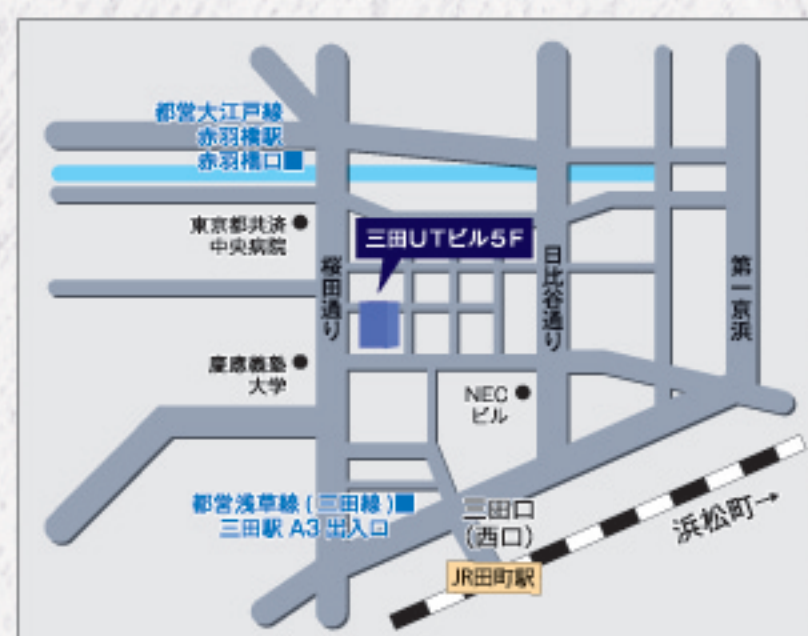 都営大江戸線
赤羽橋駅
赤羽橋口
東京都共済
中央病院
三田UTビル5F
桜田通り
日比谷通り
第一京浜
慶應義塾
大学
NEC
ビル
都営浅草線(三田線)
三田駅 A3 出入口
三田口
(西口)
浜松町→
JR田町駅